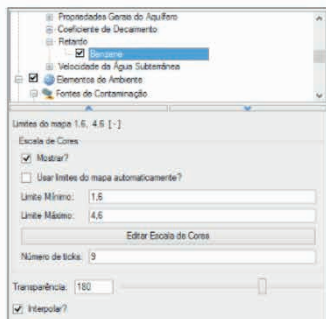 Propriedades Gerais do Aquífero
Coeficiente de Decaimento
Retardo
Benzeno
Velocidade da Água Subterrânea
Elementos de Ambiente
Fontes de Contaminação
Limites do mapa 1,6, 4,6 [-]
Escala de Cores
Mostrar?
Usar limites do mapa automaticamente?
Limite Mínimo: 1,6
Limite Máximo: 4,6
Editar Escala de Cores
Número de ticks: 9
Transparência: 180
Interpolar?